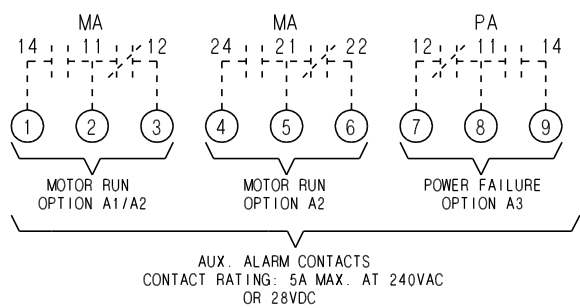 MA MA PA
14 11 12 24 21 22 12 11 14
1 2 3 4 5 6 7 8 9
MOTOR RUN
OPTION A1/A2
MOTOR RUN
OPTION A2
POWER FAILURE
OPTION A3
AUX. ALARM CONTACTS
CONTACT RATING: 5A MAX. AT 240VAC
OR 28VDC